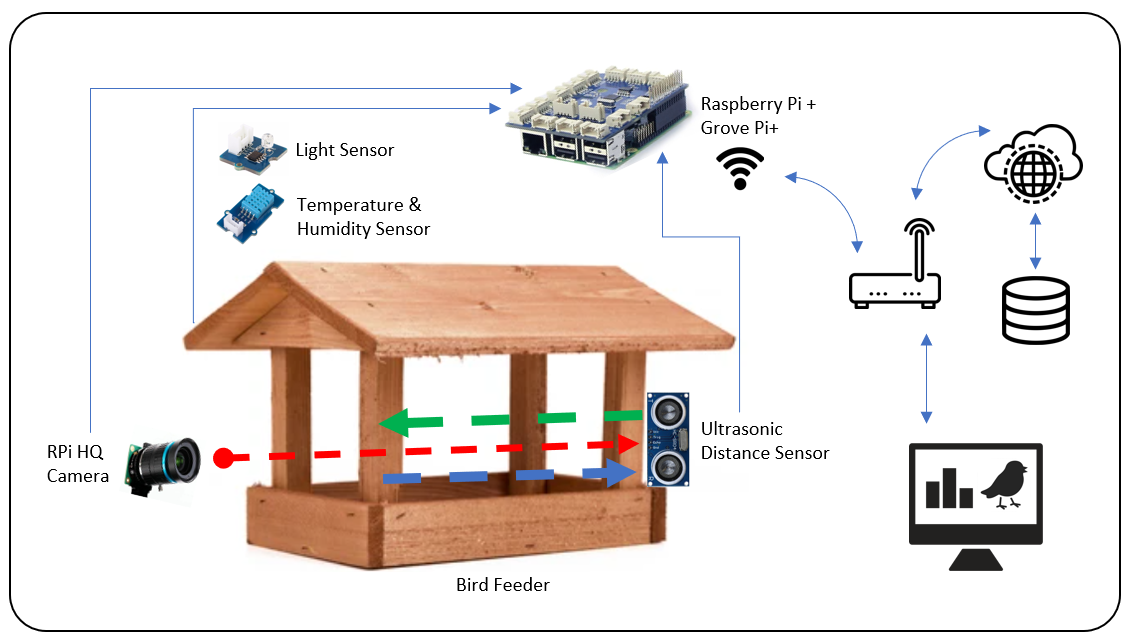 Raspberry Pi +
Grove Pi+
Light Sensor
Temperature &
Humidity Sensor
RPi HQ
Camera
Ultrasonic
Distance Sensor
Bird Feeder